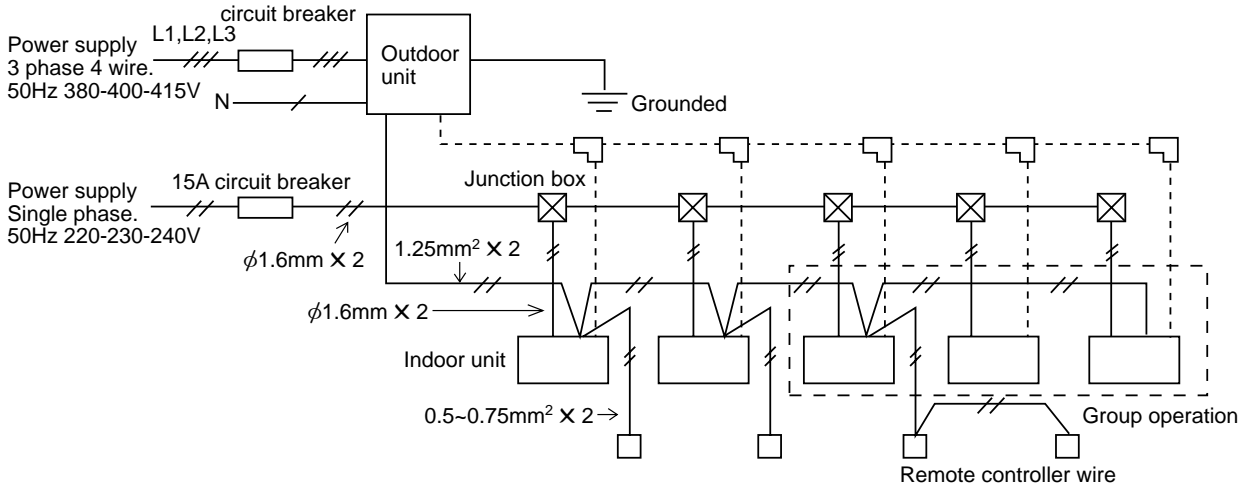 circuit breaker
L1,L2,L3
Power supply
3 phase 4 wire.
50Hz 380-400-415V
Outdoor
unit
N
Grounded
Power supply
Single phase.
50Hz 220-230-240V
15A circuit breaker
Junction box
ϕ1.6mm × 2
1.25mm² × 2
ϕ1.6mm × 2
Indoor unit
0.5~0.75mm² × 2
Group operation
Remote controller wire